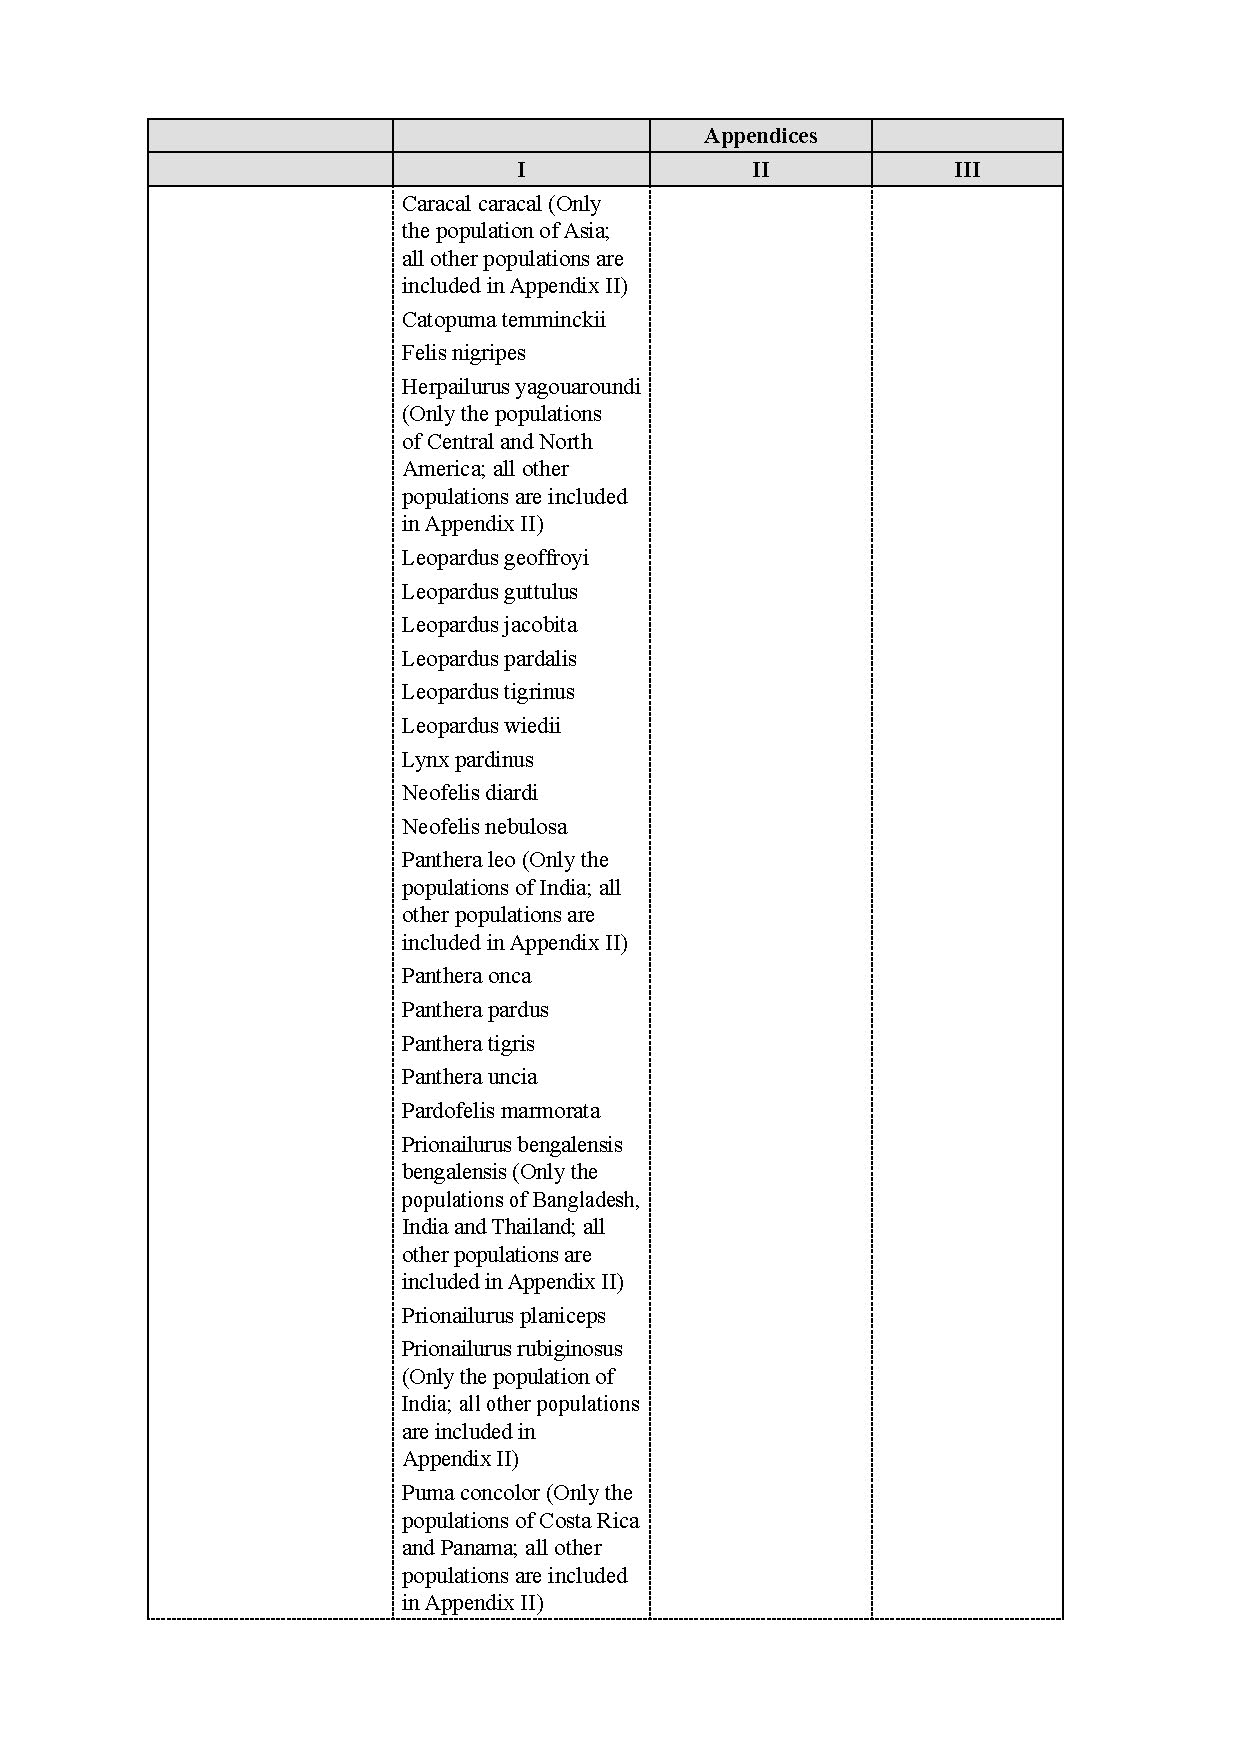 Appendices
I II III
Caracal caracal (Only
the population of Asia;
all other populations are
included in Appendix II)
Catopuma temminckii
Felis nigripes
Herpailurus yagouaroundi
(Only the populations
of Central and North
America; all other
populations are included
in Appendix II)
Leopardus geoffroyi
Leopardus guttulus
Leopardus jacobita
Leopardus pardalis
Leopardus tigrinus
Leopardus wiedii
Lynx pardinus
Neofelis diardi
Neofelis nebulosa
Panthera leo (Only the
populations of India; all
other populations are
included in Appendix II)
Panthera onca
Panthera pardus
Panthera tigris
Panthera uncia
Pardofelis marmorata
Prionailurus bengalensis
bengalensis (Only the
populations of Bangladesh,
India and Thailand; all
other populations are
included in Appendix II)
Prionailurus planiceps
Prionailurus rubiginosus
(Only the population of
India; all other populations
are included in
Appendix II)
Puma concolor (Only the
populations of Costa Rica
and Panama; all other
populations are included
in Appendix II)